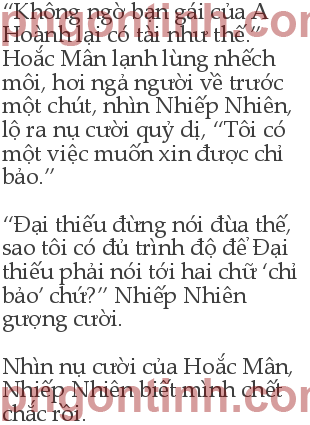 “Không ngờ bạn gái của A
Hoành lại có tài như thế.”
Hoắc Mân lạnh lùng nhếch
môi, hơi ngả người về trước
một chút, nhìn Nhiếp Nhiên,
lộ ra nụ cười quỷ dị, “Tôi có
một việc muốn xin được chỉ
bảo.”

“Đại thiếu đừng nói đùa thế,
sao tôi có đủ trình độ để Đại
thiếu phải nói tới hai chữ ‘chỉ
bảo’ chứ?” Nhiếp Nhiên
gượng cười.

Nhìn nụ cười của Hoắc Mân,
Nhiếp Nhiên biết mình chết
chắc rồi.
pugontinh.com